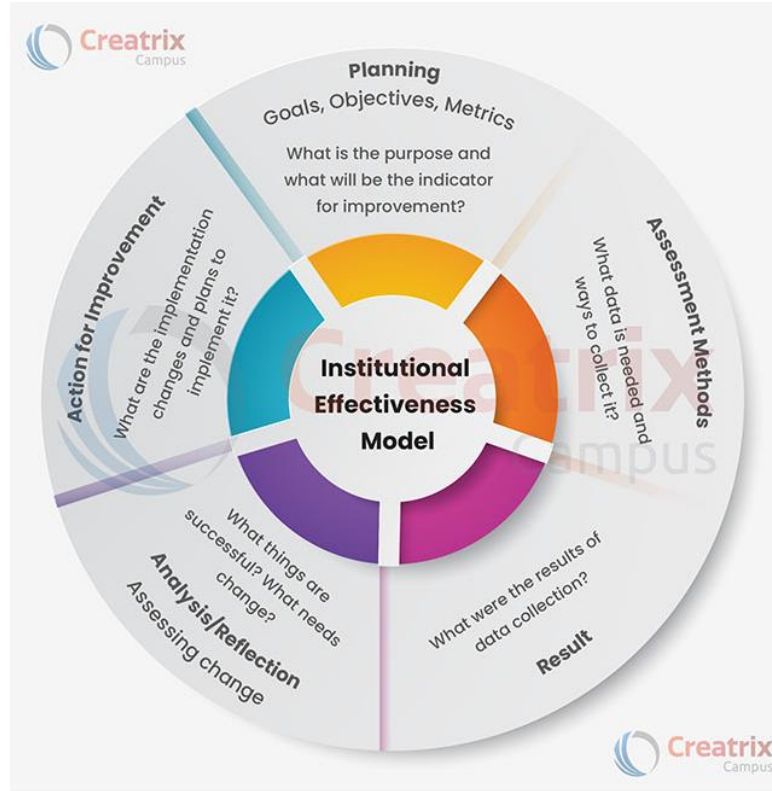 Creatrix
Campus
Planning
Goals, Objectives, Metrics
What is the purpose and
what will be the indicator
for improvement?
Assessment Methods
What data is needed and
ways to collect it?
What were the results of
data collection?
Result
What things are
successful? What needs
change?
Analysis/Reflection
Assessing change
Action for Improvement
What are the implementation
changes and plans to
implement it?
Institutional
Effectiveness
Model
Creatrix
Campus
Creatrix
Campus